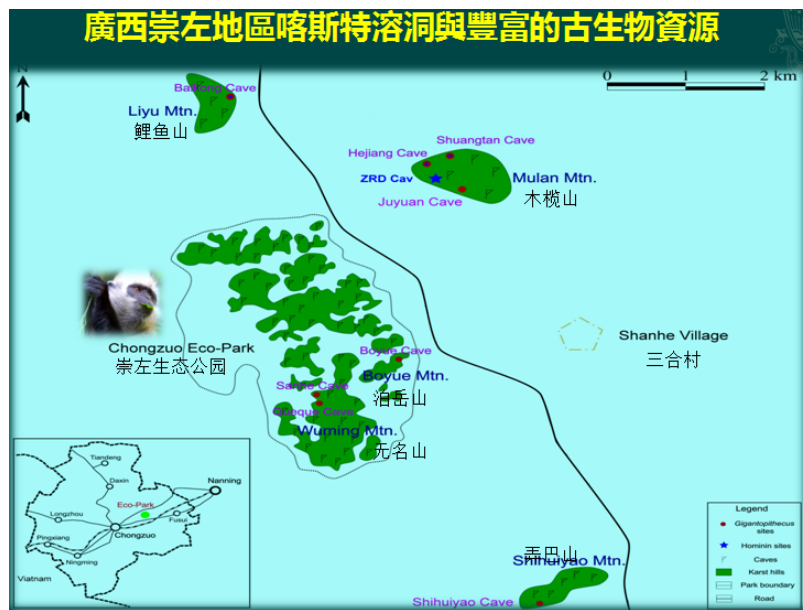 廣西崇左地區喀斯特溶洞與豐富的古生物資源
N
0 1 2 km
Baikong Cave
Liyu Mtn.
鲤鱼山
Shuangtan Cave
Hejiang Cave
ZRD Cav
Mulan Mtn.
木榄山
Juyuan Cave
Chongzuo Eco-Park
崇左生态公园
Shanhe Village
三合村
Boyue Cave
Boyue Mtn.
泊岳山
Sanhe Cave
Queque Cave
Wuming Mtn.
无名山
弄巴山
Shihuiyao Mtn.
Shihuiyao Cave
Tiandeng
Daxin
Nanning
Eco-Park
Longzhou
Fusui
Chongzuo
Pingxiang
Ningming
Viatnam
Legend
Gigantopithecus
sites
Hominin sites
Caves
Karst hills
Park boundary
Road